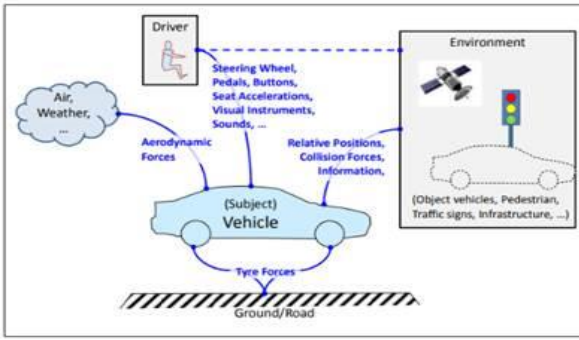 Driver
Environment
Steering Wheel,
Pedals, Buttons,
Seat Accelerations,
Visual Instruments,
Sounds, ...
Air,
Weather,
...
Aerodynamic
Forces
Relative Positions,
Collision Forces,
Information,
(Subject)
Vehicle
(Object vehicles, Pedestrian,
Traffic signs, Infrastructure, ...)
Tyre Forces
Ground/Road